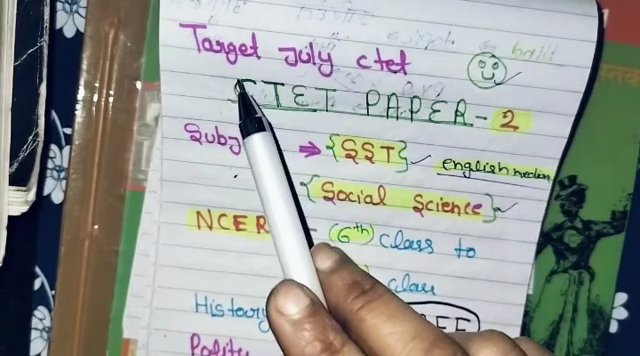 Target July ctet
CTET PAPER - 2
Subj → {SST} english medium
{Social Science}
NCER - (6th) class to
class
History
Polity